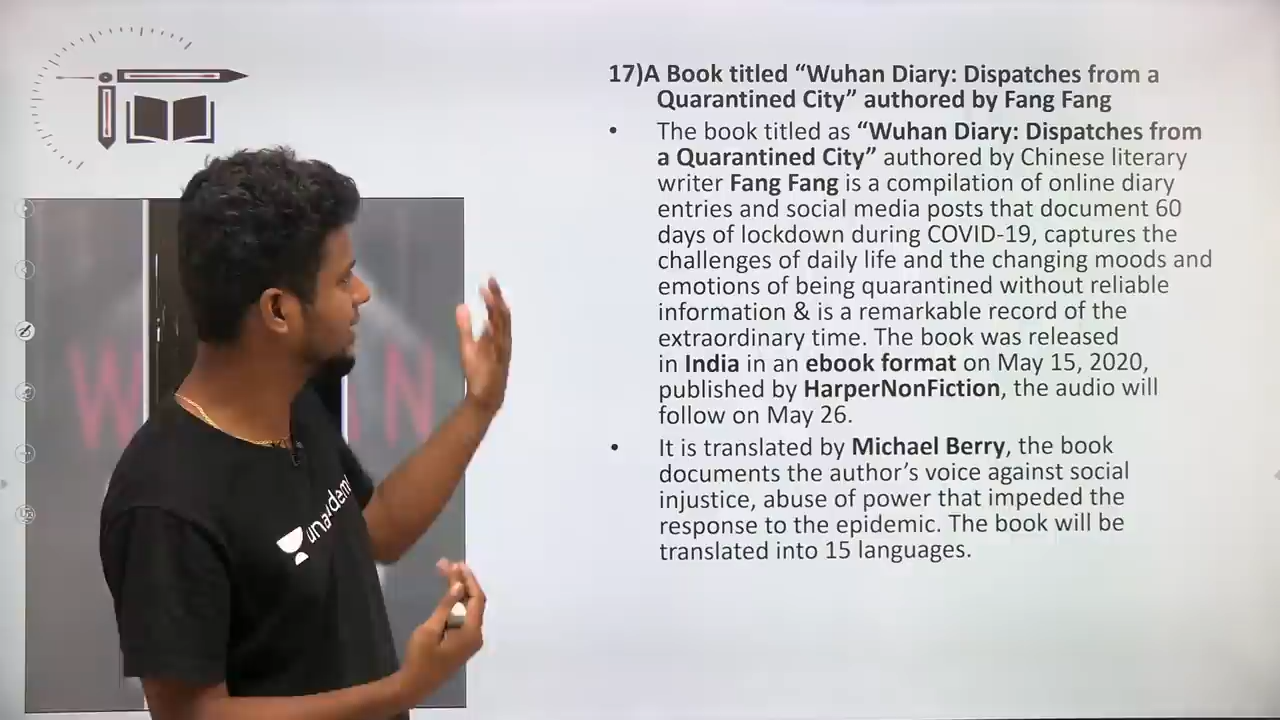 17)A Book titled “Wuhan Diary: Dispatches from a
Quarantined City” authored by Fang Fang
• The book titled as “Wuhan Diary: Dispatches from
a Quarantined City” authored by Chinese literary
writer Fang Fang is a compilation of online diary
entries and social media posts that document 60
days of lockdown during COVID-19, captures the
challenges of daily life and the changing moods and
emotions of being quarantined without reliable
information & is a remarkable record of the
extraordinary time. The book was released
in India in an ebook format on May 15, 2020,
published by HarperNonFiction, the audio will
follow on May 26.
• It is translated by Michael Berry, the book
documents the author’s voice against social
injustice, abuse of power that impeded the
response to the epidemic. The book will be
translated into 15 languages.
W N